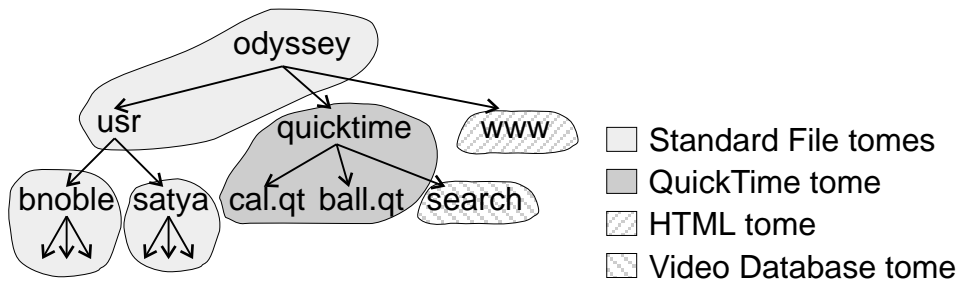 odyssey
usr quicktime www
bnoble satya cal.qt ball.qt search
Standard File tomes
QuickTime tome
HTML tome
Video Database tome